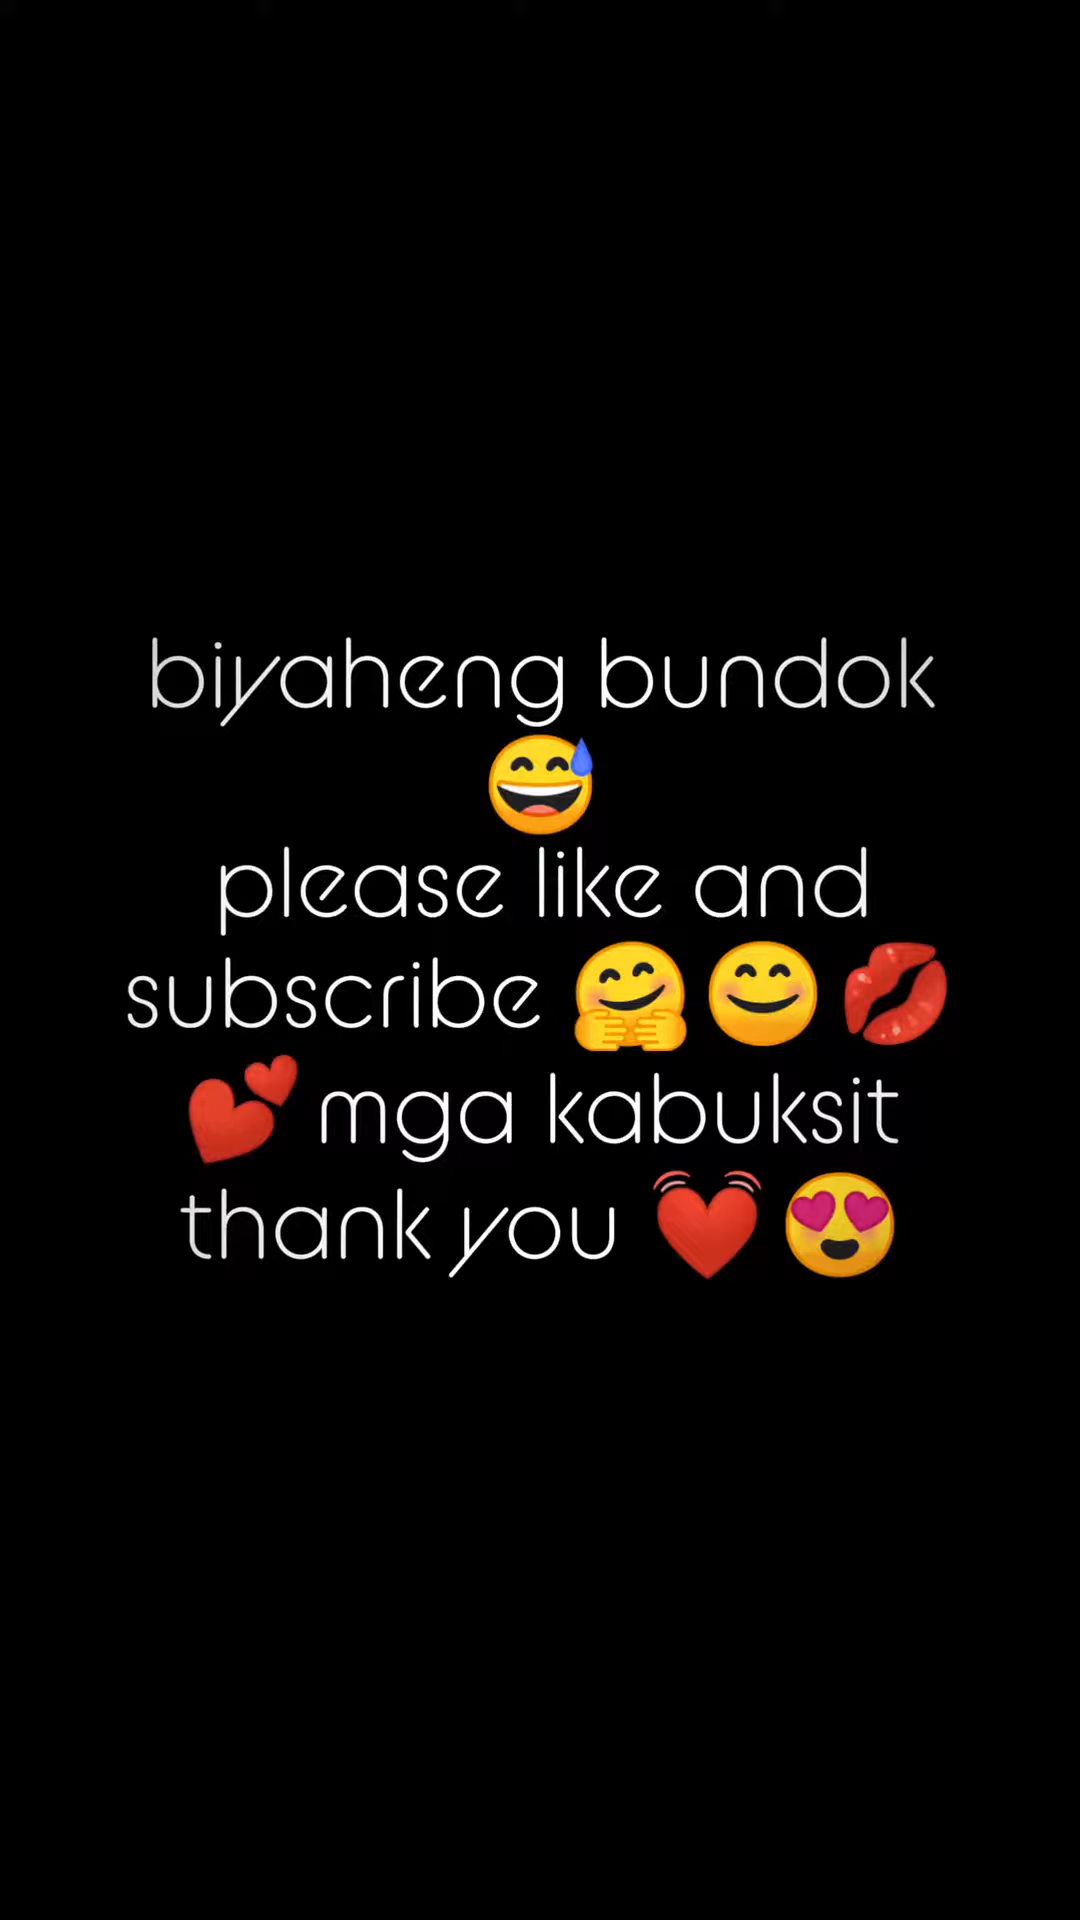 biyaheng bundok
😅
please like and
subscribe 🤗😊💋
💕 mga kabuksit
thank you 💓😍